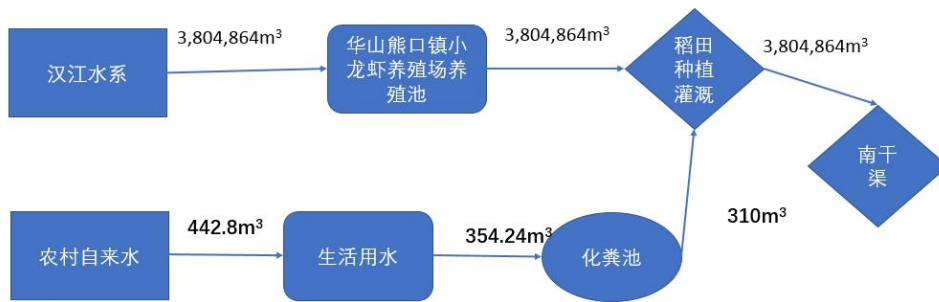 3,804,864m³
3,804,864m³
3,804,864m³
汉江水系
华山熊口镇小
龙虾养殖场养
殖池
稻田
种植
灌溉
南干
渠
442.8m³
354.24m³
310m³
农村自来水
生活用水
化粪池